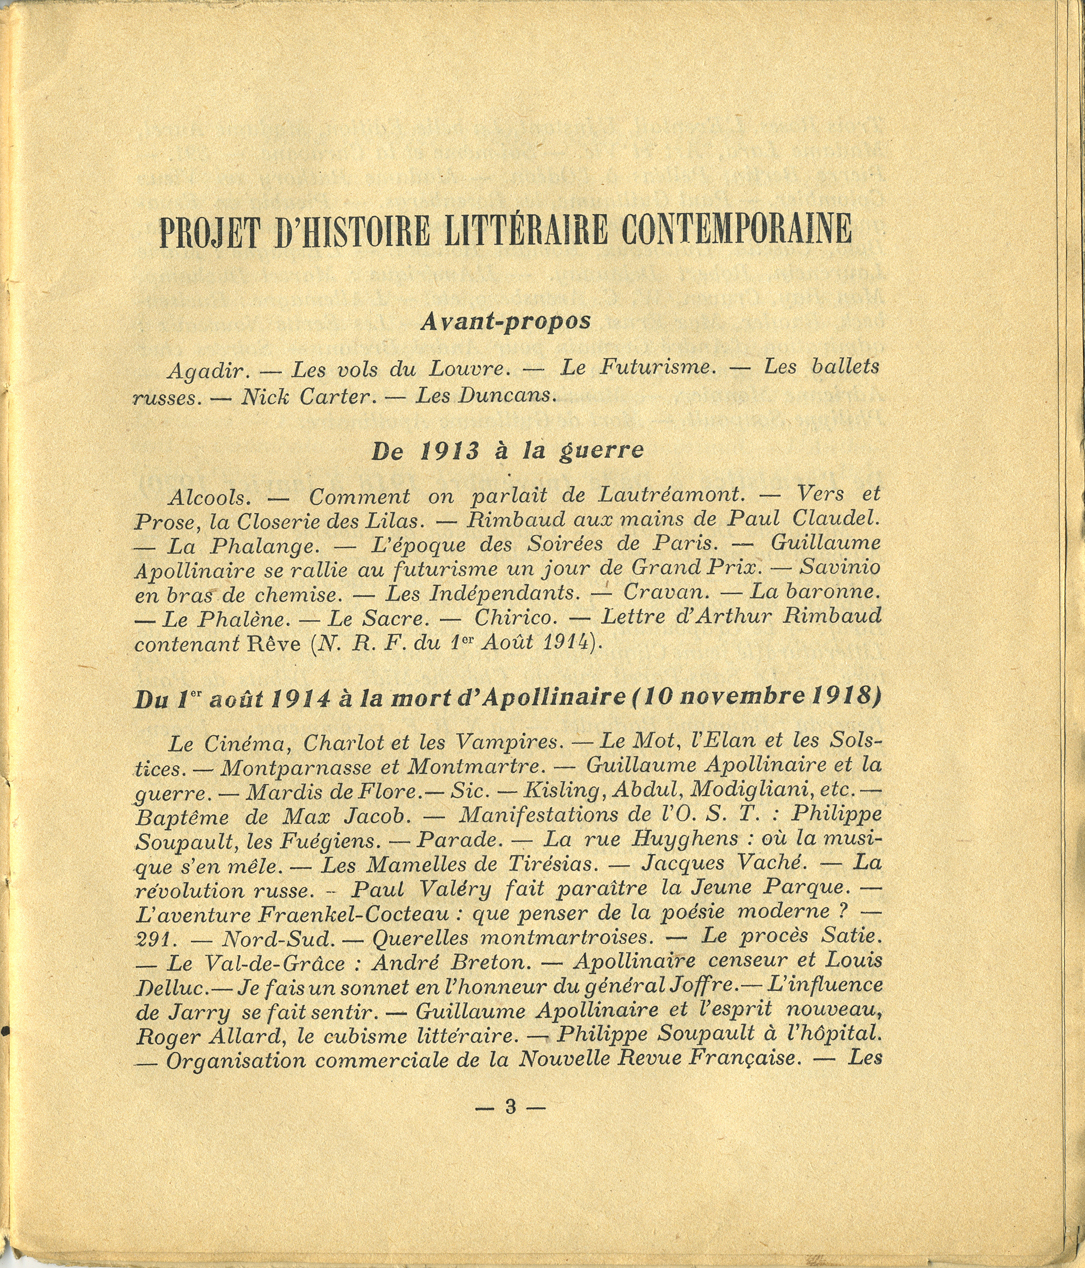 PROJET D'HISTOIRE LITTÉRAIRE CONTEMPORAINE
Avant-propos
Agadir. — Les vols du Louvre. — Le Futurisme. — Les ballets
russes. — Nick Carter. — Les Duncans.
De 1913 à la guerre
Alcools. — Comment on parlait de Lautréamont. — Vers et
Prose, la Closerie des Lilas. — Rimbaud aux mains de Paul Claudel.
— La Phalange. — L'époque des Soirées de Paris. — Guillaume
Apollinaire se rallie au futurisme un jour de Grand Prix. — Savinio
en bras de chemise. — Les Indépendants. — Cravan. — La baronne.
— Le Phalène. — Le Sacre. — Chirico. — Lettre d'Arthur Rimbaud
contenant Rêve (N. R. F. du 1er Août 1914).
Du 1er août 1914 à la mort d'Apollinaire (10 novembre 1918)
Le Cinéma, Charlot et les Vampires. — Le Mot, l'Elan et les Sols-
tices. — Montparnasse et Montmartre. — Guillaume Apollinaire et la
guerre. — Mardis de Flore. — Sic. — Kisling, Abdul, Modigliani, etc. —
Baptême de Max Jacob. — Manifestations de l'O. S. T. : Philippe
Soupault, les Fuégiens. — Parade. — La rue Huyghens : où la musi-
que s'en mêle. — Les Mamelles de Tirésias. — Jacques Vaché. — La
révolution russe. - Paul Valéry fait paraître la Jeune Parque. —
L'aventure Fraenkel-Cocteau : que penser de la poésie moderne ? —
291. — Nord-Sud. — Querelles montmartroises. — Le procès Satie.
— Le Val-de-Grâce : André Breton. — Apollinaire censeur et Louis
Delluc. — Je fais un sonnet en l'honneur du général Joffre. — L'influence
de Jarry se fait sentir. — Guillaume Apollinaire et l'esprit nouveau,
Roger Allard, le cubisme littéraire. — Philippe Soupault à l'hôpital.
— Organisation commerciale de la Nouvelle Revue Française. — Les
— 3 —